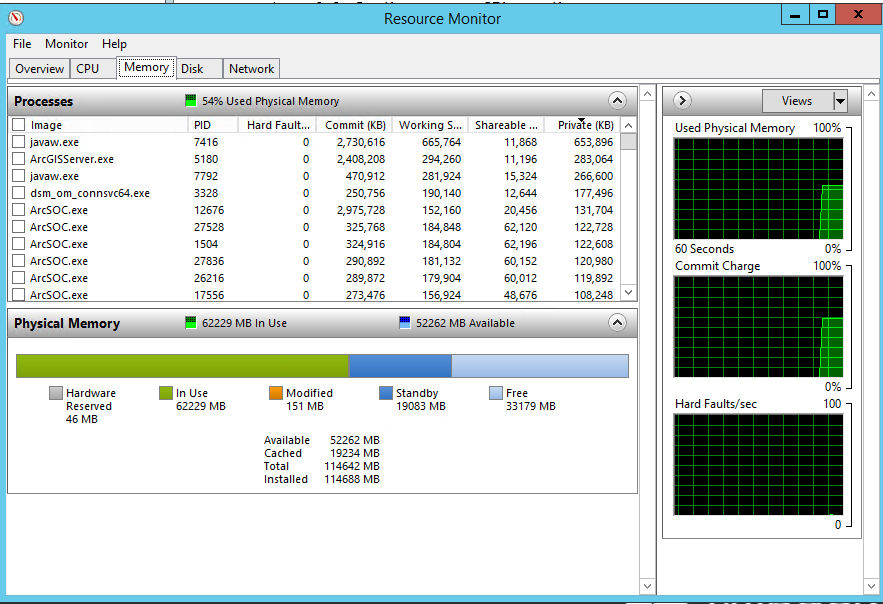 Resource Monitor
File Monitor Help
Overview CPU Memory Disk Network
Processes 54% Used Physical Memory
Image PID Hard Fault... Commit (KB) Working S... Shareable ... Private (KB)
javaw.exe 7416 0 2,730,616 665,764 11,868 653,896
ArcGISServer.exe 5180 0 2,408,208 294,260 11,196 283,064
javaw.exe 7792 0 470,912 281,924 15,324 266,600
dsm_om_connsvc64.exe 3328 0 250,756 190,140 12,644 177,496
ArcSOC.exe 12676 0 2,975,728 152,160 20,456 131,704
ArcSOC.exe 27528 0 325,768 184,848 62,120 122,728
ArcSOC.exe 1504 0 324,916 184,804 62,196 122,608
ArcSOC.exe 27836 0 290,892 181,132 60,152 120,980
ArcSOC.exe 26216 0 289,872 179,904 60,012 119,892
ArcSOC.exe 17556 0 273,476 156,924 48,676 108,248
Physical Memory 62229 MB In Use 52262 MB Available
Hardware Reserved 46 MB
In Use 62229 MB
Modified 151 MB
Standby 19083 MB
Free 33179 MB
Available 52262 MB
Cached 19234 MB
Total 114642 MB
Installed 114688 MB
Views
Used Physical Memory 100%
60 Seconds 0%
Commit Charge 100%
0%
Hard Faults/sec 100
0